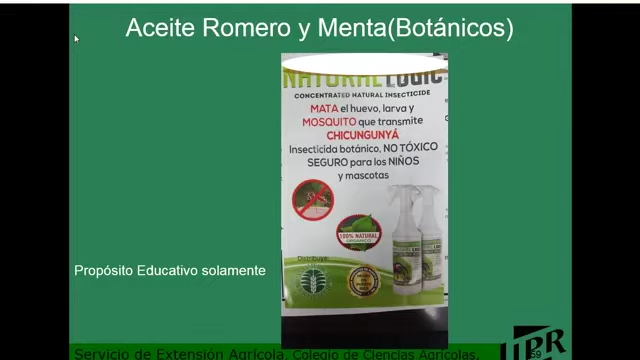 Aceite Romero y Menta(Botánicos)
NATURAL LOGIC
CONCENTRATED NATURAL INSECTICIDE
MATA el huevo, larva y
MOSQUITO que transmite
CHICUNGUNYÁ
Insecticida botánico, NO TÓXICO
SEGURO para los NIÑOS
y mascotas
100% NATURAL
Distribuye:
Propósito Educativo solamente
Servicio de Extensión Agrícola, Colegio de Ciencias Agrícolas,
UPR
59